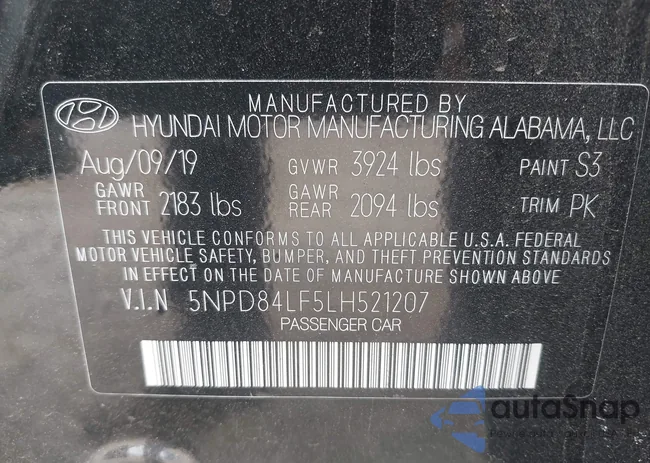 MANUFACTURED BY
HYUNDAI MOTOR MANUFACTURING ALABAMA, LLC
Aug/09/19 GVWR 3924 lbs PAINT S3
GAWR FRONT 2183 lbs GAWR REAR 2094 lbs TRIM PK
THIS VEHICLE CONFORMS TO ALL APPLICABLE U.S.A. FEDERAL
MOTOR VEHICLE SAFETY, BUMPER, AND THEFT PREVENTION STANDARDS
IN EFFECT ON THE DATE OF MANUFACTURE SHOWN ABOVE.
V.I.N 5NPD84LF5LH521207
PASSENGER CAR
autoSnap